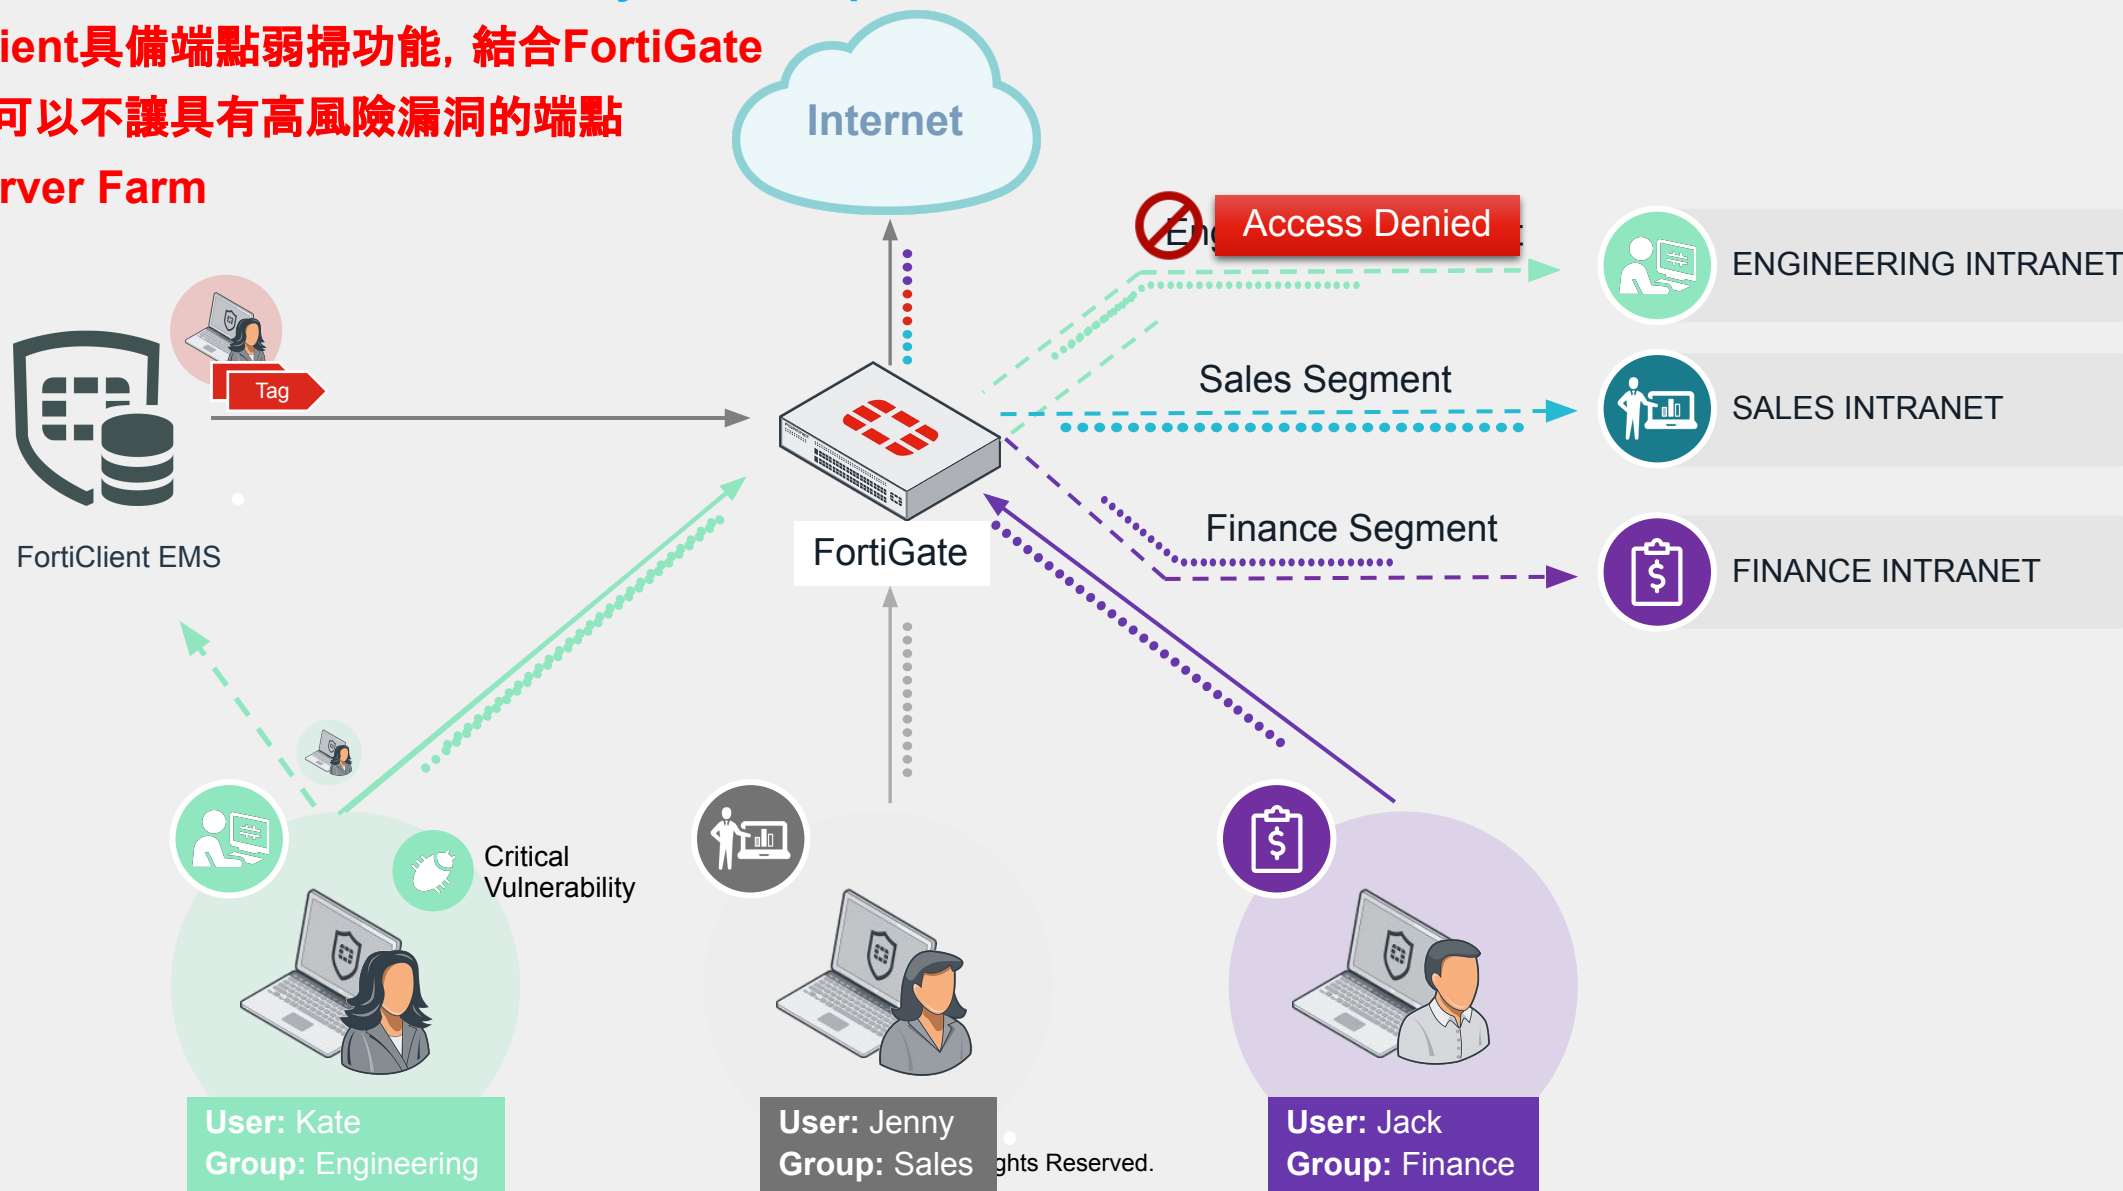 ient具備端點弱掃功能, 結合FortiGate
可以不讓具有高風險漏洞的端點
rver Farm
Internet
Access Denied
ENGINEERING INTRANET
Tag
Sales Segment
SALES INTRANET
FortiClient EMS
FortiGate
Finance Segment
FINANCE INTRANET
Critical
Vulnerability
User: Kate
Group: Engineering
User: Jenny
Group: Sales
ghts Reserved.
User: Jack
Group: Finance